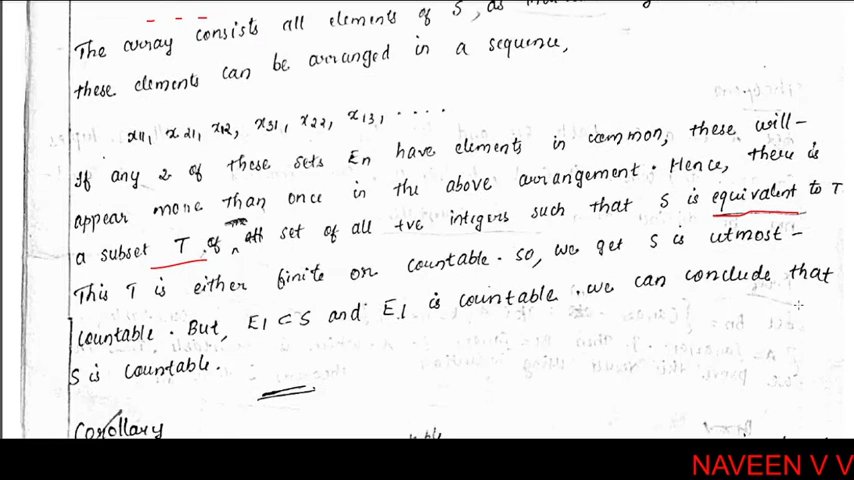 The array consists all elements of S, as
these elements can be arranged in a sequence,
x11, x21, x12, x31, x22, x13, . . . .
If any 2 of these sets En have elements in common, these will-
appear more than once in the above arrangement. Hence, there is
a subset T of set of all +ve integers such that S is equivalent to T
This T is either finite or countable. So, we get S is utmost-
countable. But, E1 ⊂ S and E1 is countable. we can conclude that
S is countable.
Corollary
NAVEEN V V